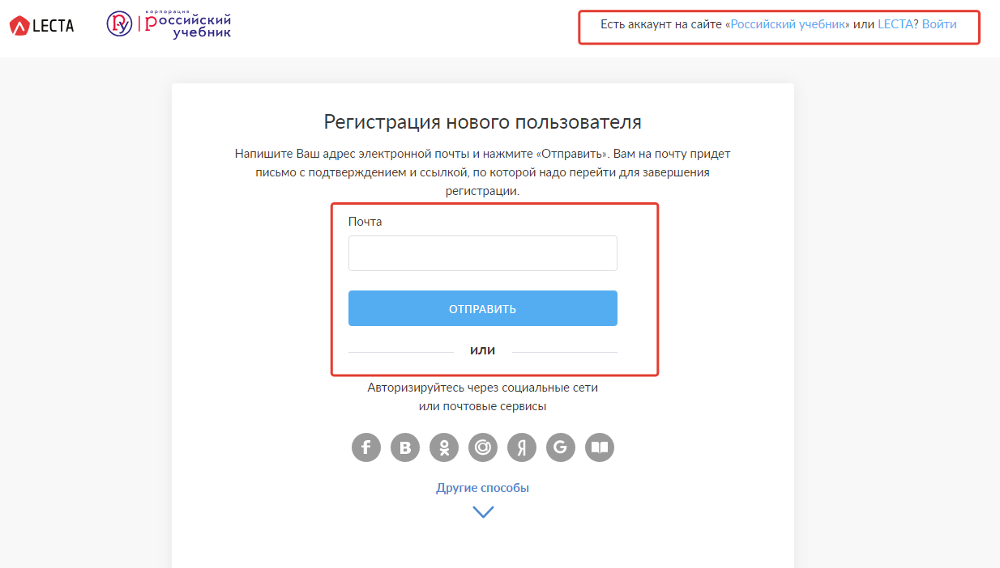 LECTA
корпорация
российский
учебник
Есть аккаунт на сайте «Российский учебник» или LECTA? Войти
Регистрация нового пользователя
Напишите Ваш адрес электронной почты и нажмите «Отправить». Вам на почту придет
письмо с подтверждением и ссылкой, по которой надо перейти для завершения
регистрации.
Почта
ОТПРАВИТЬ
ИЛИ
Авторизируйтесь через социальные сети
или почтовые сервисы
Другие способы